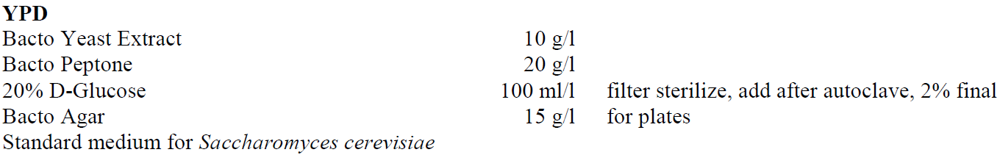 YPD
Bacto Yeast Extract 10 g/l
Bacto Peptone 20 g/l
20% D-Glucose 100 ml/l filter sterilize, add after autoclave, 2% final
Bacto Agar 15 g/l for plates
Standard medium for Saccharomyces cerevisiae